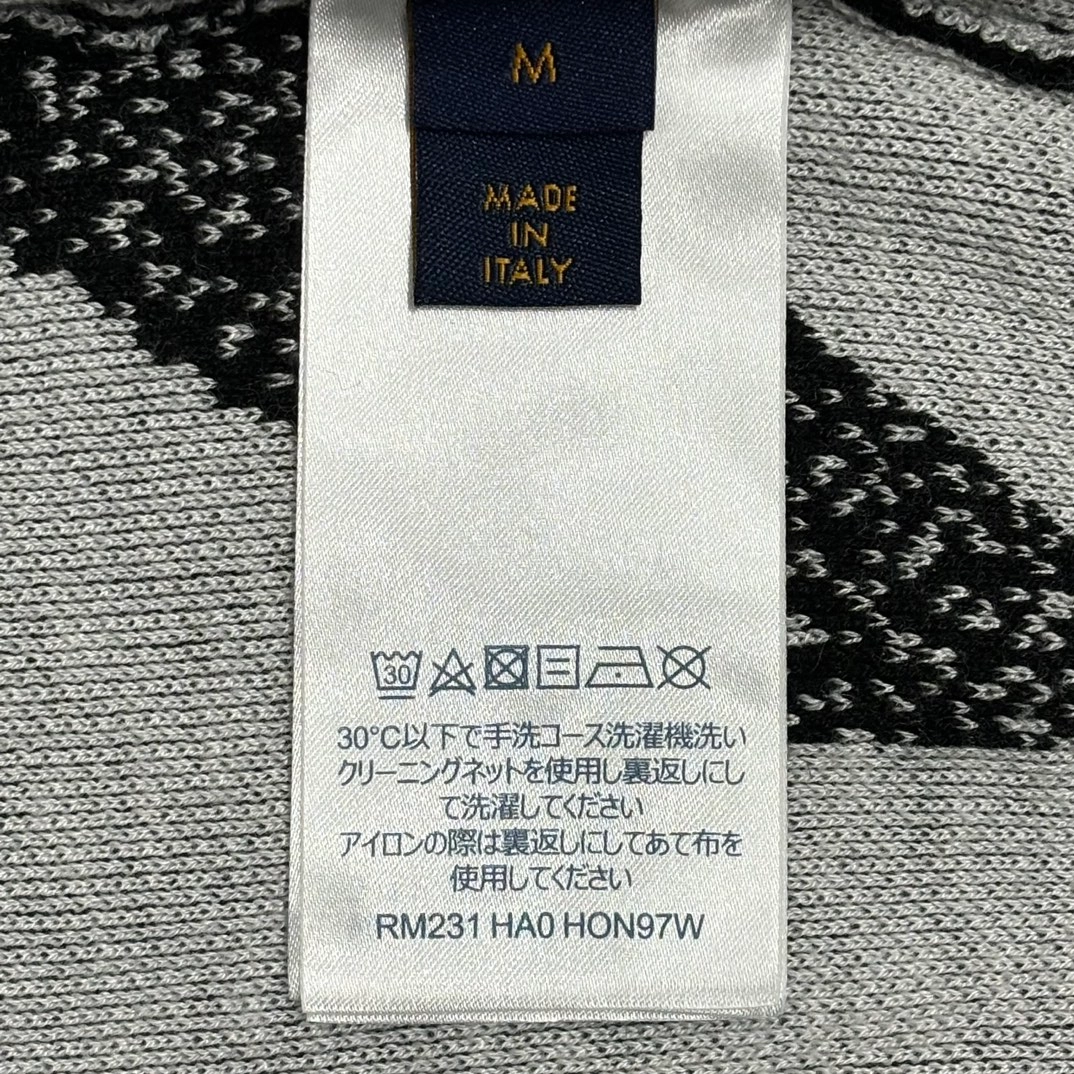 M
MADE
IN
ITALY
30
30°C以下で手洗コース洗濯機洗い
クリーニングネットを使用し裏返しにし
て洗濯してください
アイロンの際は裏返しにしてあて布を
使用してください
RM231 HA0 HON97W